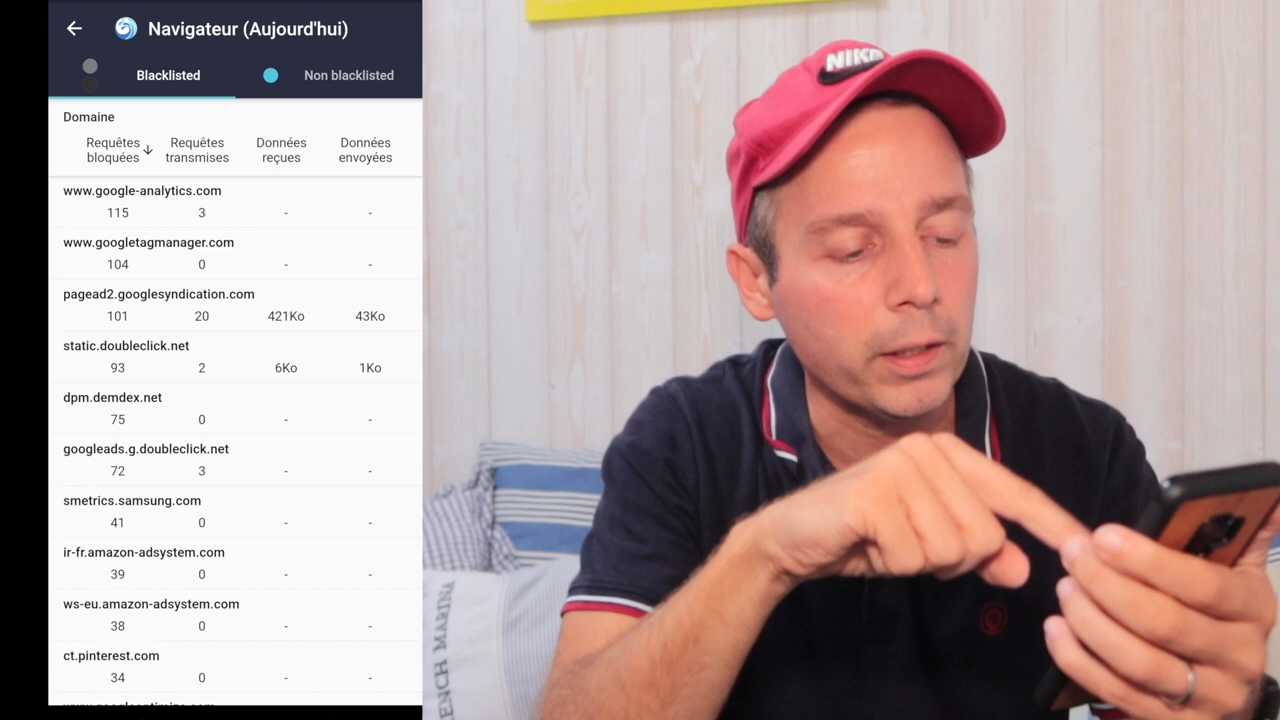 Navigateur (Aujourd'hui)
Blacklisted
Non blacklisted
Domaine
Requêtes bloquées
Requêtes transmises
Données reçues
Données envoyées
www.google-analytics.com
115 3 - -
www.googletagmanager.com
104 0 - -
pagead2.googlesyndication.com
101 20 421Ko 43Ko
static.doubleclick.net
93 2 6Ko 1Ko
dpm.demdex.net
75 0 - -
googleads.g.doubleclick.net
72 3 - -
smetrics.samsung.com
41 0 - -
ir-fr.amazon-adsystem.com
39 0 - -
ws-eu.amazon-adsystem.com
38 0 - -
ct.pinterest.com
34 0 - -
NIKE
ENCH MARINA